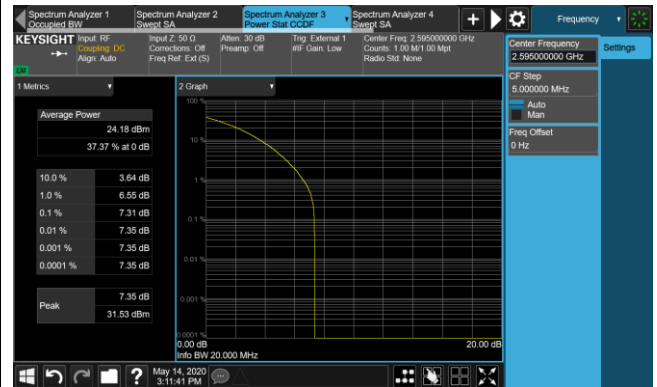 Spectrum Analyzer 1
Occupied BW
Spectrum Analyzer 2
Swept SA
Spectrum Analyzer 3
Power Stat CCDF
Spectrum Analyzer 4
Swept SA
Frequency
KEYSIGHT
Input: RF
Coupling: DC
Align: Auto
Input Z: 50 Ω
Corrections: Off
Freq Ref: Ext (S)
Atten: 30 dB
Preamp: Off
Trig: External 1
#IF Gain: Low
Center Freq: 2.595000000 GHz
Counts: 1.00 M/1.00 Mpt
Radio Std: None
Center Frequency
2.595000000 GHz
Settings
CF Step
5.000000 MHz
Auto
Man
Freq Offset
0 Hz
1 Metrics
Average Power
24.18 dBm
37.37 % at 0 dB
10.0 % 3.64 dB
1.0 % 6.55 dB
0.1 % 7.31 dB
0.01 % 7.35 dB
0.001 % 7.35 dB
0.0001 % 7.35 dB
Peak
7.35 dB
31.53 dBm
2 Graph
100 %
10 %
1 %
0.1 %
0.01 %
0.001 %
0.0001 %
0.00 dB
20.00 dB
Info BW 20.000 MHz
May 14, 2020
3:11:41 PM